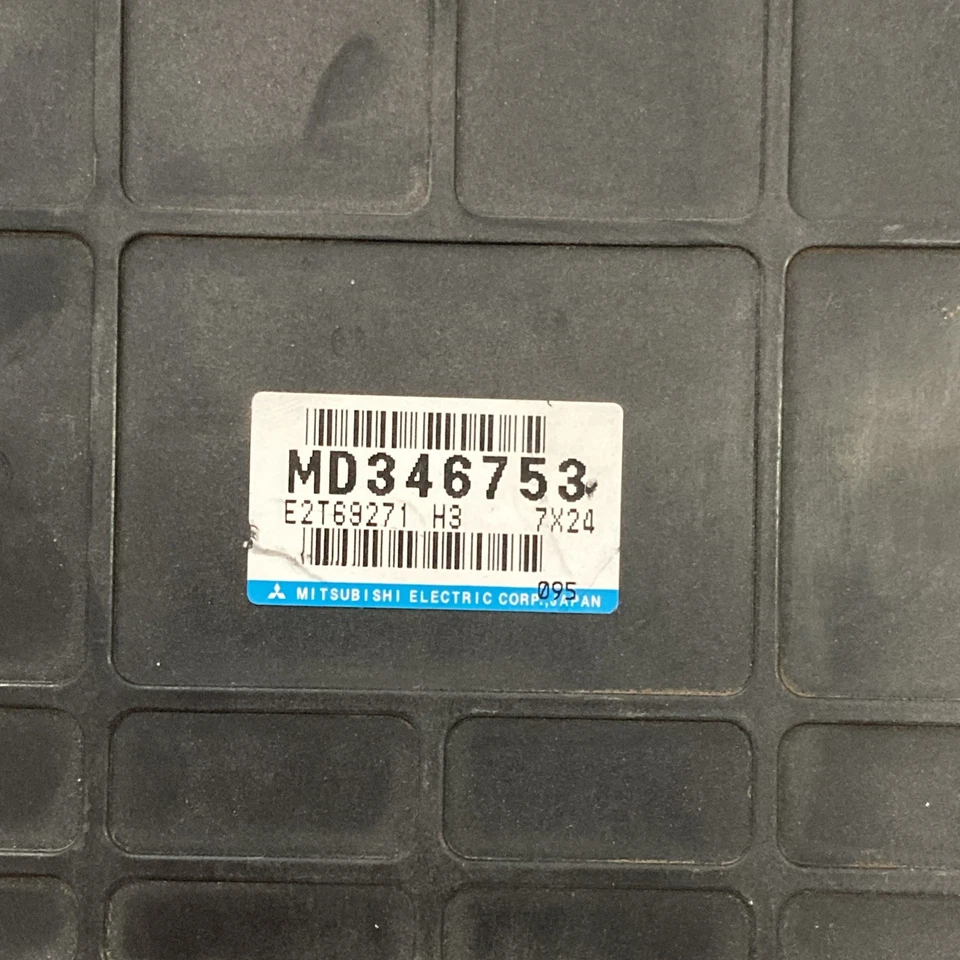 MD346753
E2T69271 H3 7X24
095
MITSUBISHI ELECTRIC CORP.,JAPAN